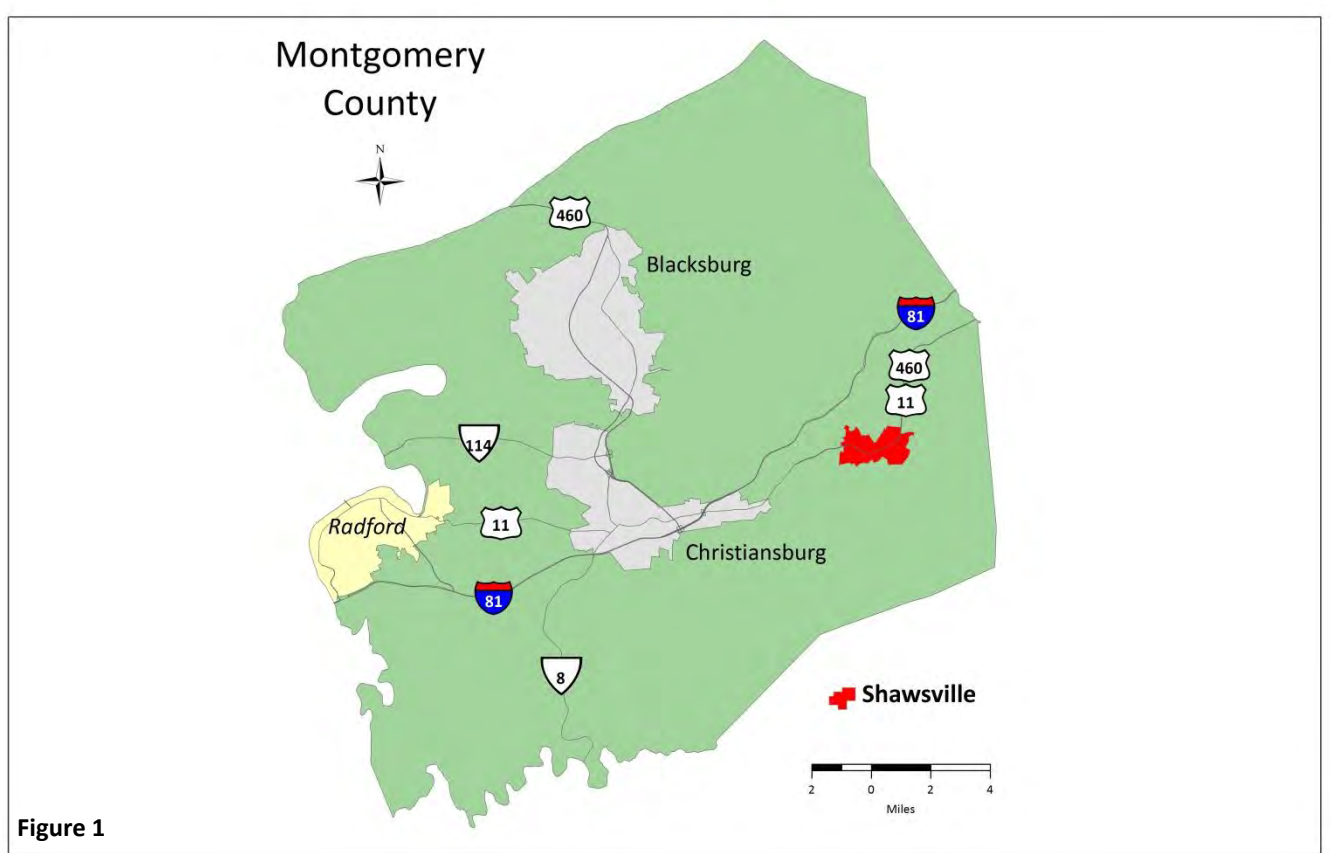 Montgomery
County
N
460
Blacksburg
81
460
11
114
Radford
11
Christiansburg
81
8
Shawsville
2 0 2 4
Miles
Figure 1